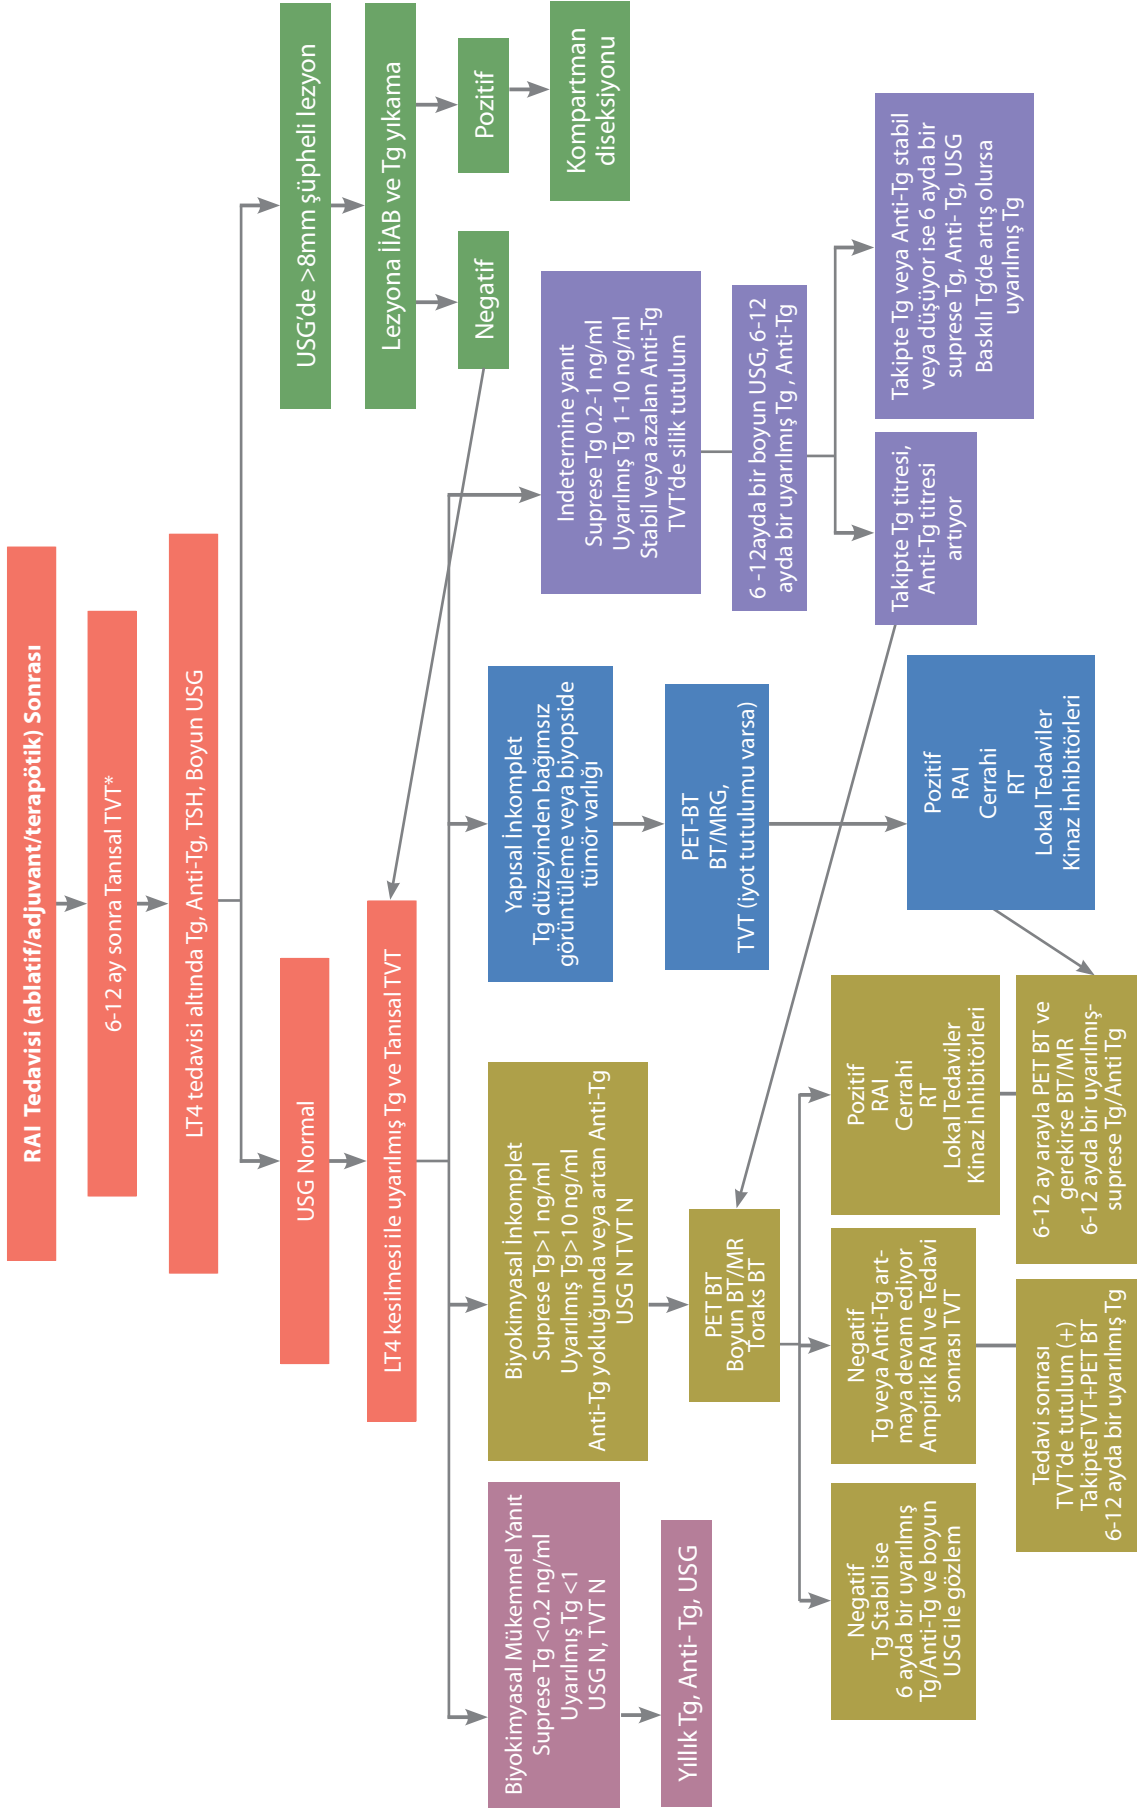 RAI Tedavisi (ablatif/adjuvant/terapötik) Sonrası
6-12 ay sonra Tanısal TVT*
LT4 tedavisi altında Tg, Anti-Tg, TSH, Boyun USG
USG Normal
USG’de >8mm şüpheli lezyon
LT4 kesilmesi ile uyarılmış Tg ve Tanısal TVT
Lezyona İİAB ve Tg yıkama
Negatif
Pozitif
Kompartman
diseksiyonu
Biyokimyasal Mükemmel Yanıt
Suprese Tg <0.2 ng/ml
Uyarılmış Tg <1
USG N, TVT N
Yıllık Tg, Anti- Tg, USG
Biyokimyasal İnkomplet
Suprese Tg>1 ng/ml
Uyarılmış Tg>10 ng/ml
Anti-Tg yokluğunda veya artan Anti-Tg
USG N TVT N
PET BT
Boyun BT/MR
Toraks BT
Negatif
Tg Stabil ise
6 ayda bir uyarılmış
Tg/Anti-Tg ve boyun
USG ile gözlem
Negatif
Tg veya Anti-Tg art-
maya devam ediyor
Ampirik RAI ve Tedavi
sonrası TVT
Tedavi sonrası
TVT’de tutulum (+)
TakipteTVT+PET BT
6-12 ayda bir uyarılmış Tg
Pozitif
RAI
Cerrahi
RT
Lokal Tedaviler
Kinaz İnhibitörleri
6-12 ay arayla PET BT ve
gerekirse BT/MR
6-12 ayda bir uyarılmış-
suprese Tg/Anti Tg
Yapısal İnkomplet
Tg düzeyinden bağımsız
görüntüleme veya biyopside
tümör varlığı
PET-BT
BT/MRG,
TVT (iyot tutulumu varsa)
Pozitif
RAI
Cerrahi
RT
Lokal Tedaviler
Kinaz İnhibitörleri
Indetermine yanıt
Suprese Tg 0.2-1 ng/ml
Uyarılmış Tg 1-10 ng/ml
Stabil veya azalan Anti-Tg
TVT’de silik tutulum
6 -12ayda bir boyun USG, 6-12
ayda bir uyarılmış Tg , Anti-Tg
Takipte Tg titresi,
Anti-Tg titresi
artıyor
Takipte Tg veya Anti-Tg stabil
veya düşüyor ise 6 ayda bir
suprese Tg, Anti- Tg, USG
Baskılı Tg’de artış olursa
uyarılmış Tg